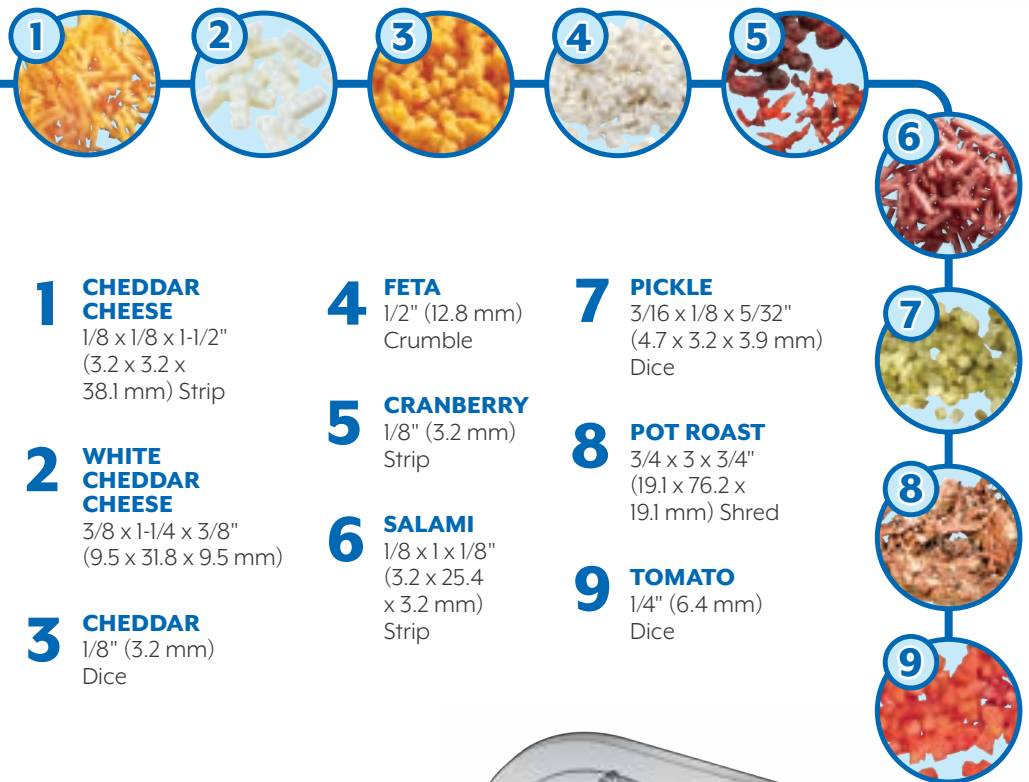 1
2
3
4
5
6
7
8
9
1 CHEDDAR
CHEESE
1/8 x 1/8 x 1-1/2"
(3.2 x 3.2 x
38.1 mm) Strip
2 WHITE
CHEDDAR
CHEESE
3/8 x 1-1/4 x 3/8"
(9.5 x 31.8 x 9.5 mm)
3 CHEDDAR
1/8" (3.2 mm)
Dice
4 FETA
1/2" (12.8 mm)
Crumble
5 CRANBERRY
1/8" (3.2 mm)
Strip
6 SALAMI
1/8 x 1 x 1/8"
(3.2 x 25.4
x 3.2 mm)
Strip
7 PICKLE
3/16 x 1/8 x 5/32"
(4.7 x 3.2 x 3.9 mm)
Dice
8 POT ROAST
3/4 x 3 x 3/4"
(19.1 x 76.2 x
19.1 mm) Shred
9 TOMATO
1/4" (6.4 mm)
Dice